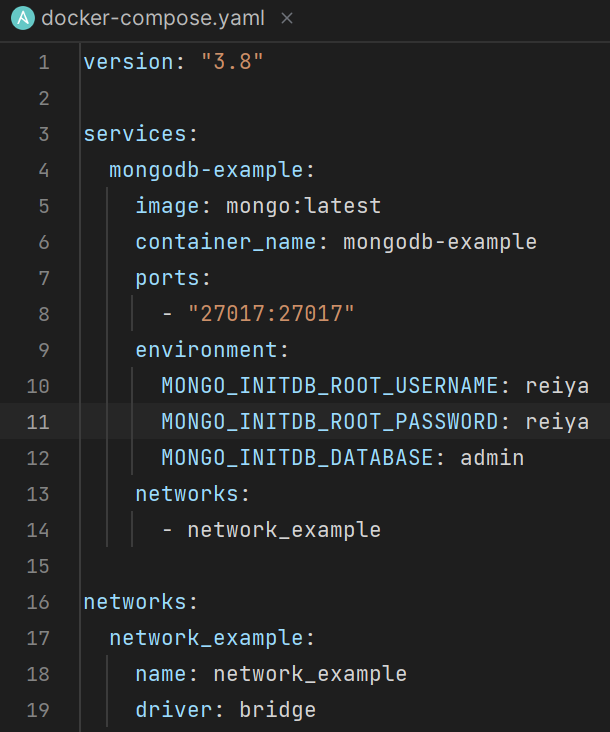 docker-compose.yaml ×
1 version: "3.8"
2
3 services:
4   mongodb-example:
5     image: mongo:latest
6     container_name: mongodb-example
7     ports:
8       - "27017:27017"
9     environment:
10       MONGO_INITDB_ROOT_USERNAME: reiya
11       MONGO_INITDB_ROOT_PASSWORD: reiya
12       MONGO_INITDB_DATABASE: admin
13     networks:
14       - network_example
15
16 networks:
17   network_example:
18     name: network_example
19     driver: bridge